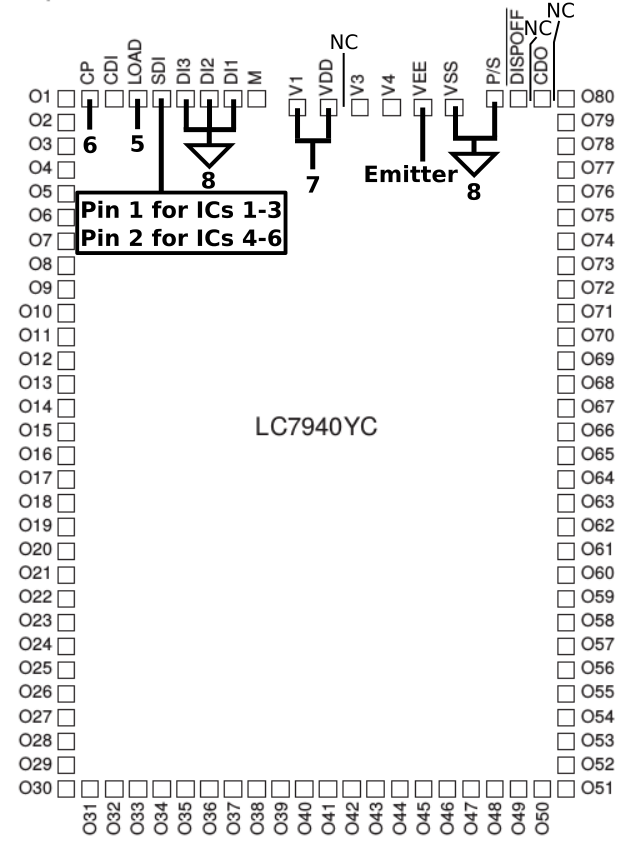 NC
NC
NC
CP
CDI
LOAD
SDI
DI3
DI2
DI1
M
V1
VDD
V3
V4
VEE
VSS
P/S
DISPOFF
CDO
6
5
8
7
Emitter
8
Pin 1 for ICs 1-3
Pin 2 for ICs 4-6
LC7940YC
O1
O2
O3
O4
O5
O6
O7
O8
O9
O10
O11
O12
O13
O14
O15
O16
O17
O18
O19
O20
O21
O22
O23
O24
O25
O26
O27
O28
O29
O30
O31
O32
O33
O34
O35
O36
O37
O38
O39
O40
O41
O42
O43
O44
O45
O46
O47
O48
O49
O50
O80
O79
O78
O77
O76
O75
O74
O73
O72
O71
O70
O69
O68
O67
O66
O65
O64
O63
O62
O61
O60
O59
O58
O57
O56
O55
O54
O53
O52
O51